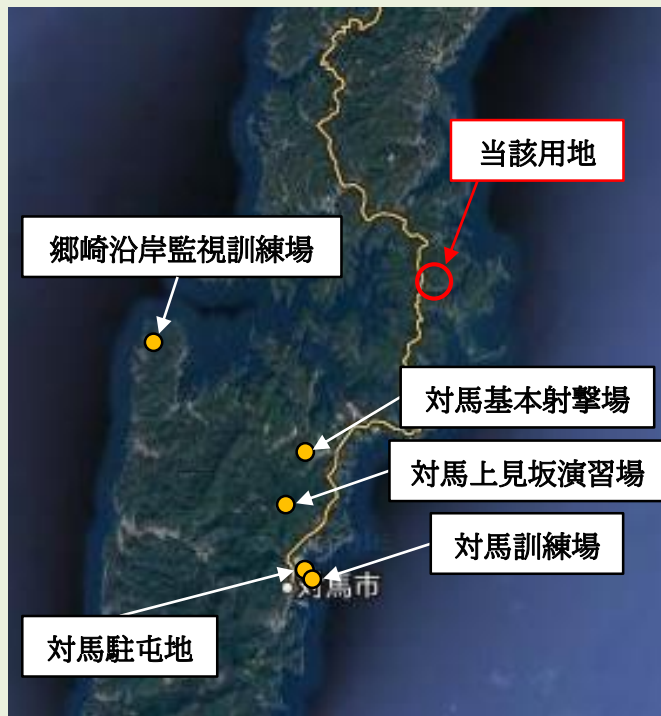 当該用地
郷崎沿岸監視訓練場
対馬基本射撃場
対馬上見坂演習場
対馬訓練場
対馬市
対馬駐屯地